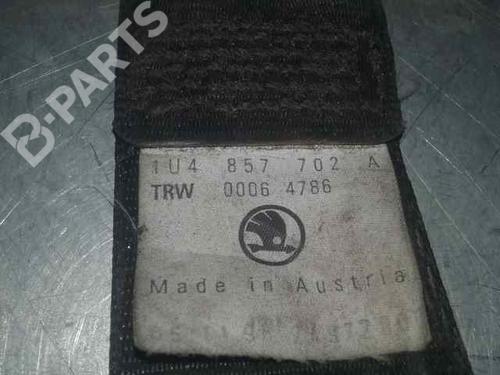 B-PARTS
1U4 857 702 A
TRW 0006 4786
Made in Austria